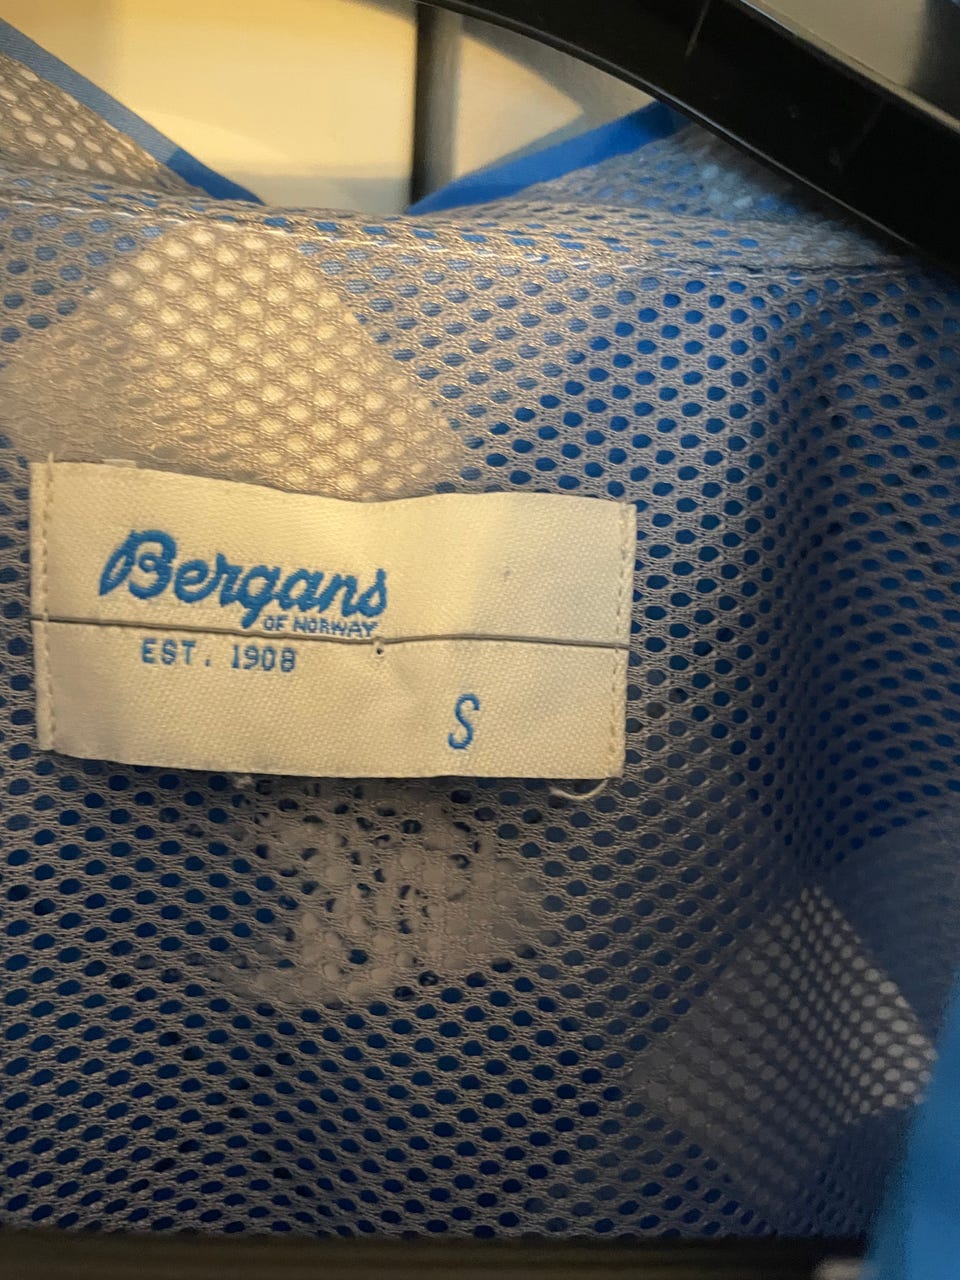 Bergans
OF NORWAY
EST. 1908
S